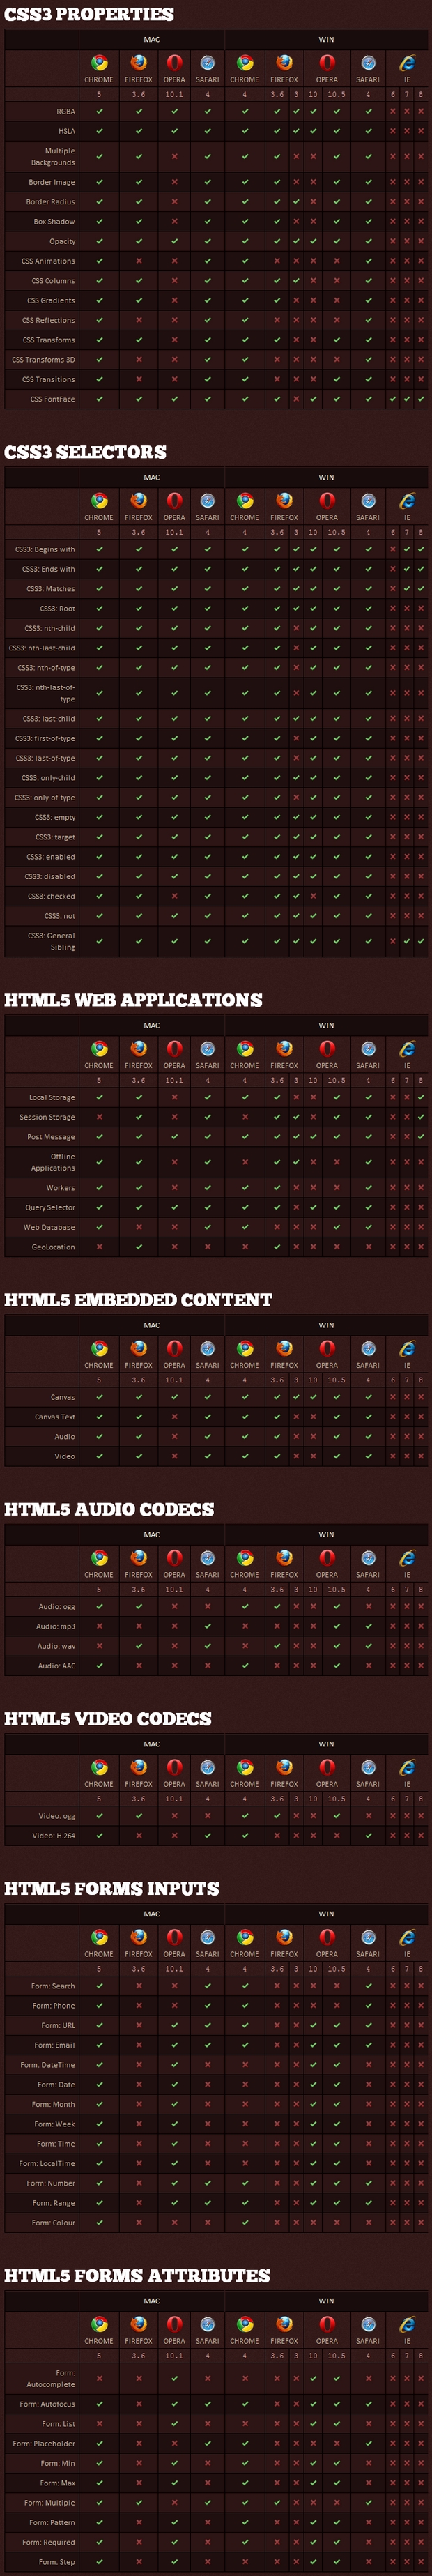 CSS3 PROPERTIES
MAC WIN
CHROME FIREFOX OPERA SAFARI CHROME FIREFOX OPERA SAFARI IE
5 3.6 10.1 4 4 3.6 3 10 10.5 4 6 7 8
RGBA
HSLA
Multiple
Backgrounds
Border Image
Border Radius
Box Shadow
Opacity
CSS Animations
CSS Columns
CSS Gradients
CSS Reflections
CSS Transforms
CSS Transforms 3D
CSS Transitions
CSS FontFace
CSS3 SELECTORS
MAC WIN
CHROME FIREFOX OPERA SAFARI CHROME FIREFOX OPERA SAFARI IE
5 3.6 10.1 4 4 3.6 3 10 10.5 4 6 7 8
CSS3: Begins with
CSS3: Ends with
CSS3: Matches
CSS3: Root
CSS3: nth-child
CSS3: nth-last-child
CSS3: nth-of-type
CSS3: nth-last-of-
type
CSS3: last-child
CSS3: first-of-type
CSS3: last-of-type
CSS3: only-child
CSS3: only-of-type
CSS3: empty
CSS3: target
CSS3: enabled
CSS3: disabled
CSS3: checked
CSS3: not
CSS3: General
Sibling
HTML5 WEB APPLICATIONS
MAC WIN
CHROME FIREFOX OPERA SAFARI CHROME FIREFOX OPERA SAFARI IE
5 3.6 10.1 4 4 3.6 3 10 10.5 4 6 7 8
Local Storage
Session Storage
Post Message
Offline
Applications
Workers
Query Selector
Web Database
GeoLocation
HTML5 EMBEDDED CONTENT
MAC WIN
CHROME FIREFOX OPERA SAFARI CHROME FIREFOX OPERA SAFARI IE
5 3.6 10.1 4 4 3.6 3 10 10.5 4 6 7 8
Canvas
Canvas Text
Audio
Video
HTML5 AUDIO CODECS
MAC WIN
CHROME FIREFOX OPERA SAFARI CHROME FIREFOX OPERA SAFARI IE
5 3.6 10.1 4 4 3.6 3 10 10.5 4 6 7 8
Audio: ogg
Audio: mp3
Audio: wav
Audio: AAC
HTML5 VIDEO CODECS
MAC WIN
CHROME FIREFOX OPERA SAFARI CHROME FIREFOX OPERA SAFARI IE
5 3.6 10.1 4 4 3.6 3 10 10.5 4 6 7 8
Video: ogg
Video: H.264
HTML5 FORMS INPUTS
MAC WIN
CHROME FIREFOX OPERA SAFARI CHROME FIREFOX OPERA SAFARI IE
5 3.6 10.1 4 4 3.6 3 10 10.5 4 6 7 8
Form: Search
Form: Phone
Form: URL
Form: Email
Form: DateTime
Form: Date
Form: Month
Form: Week
Form: Time
Form: LocalTime
Form: Number
Form: Range
Form: Colour
HTML5 FORMS ATTRIBUTES
MAC WIN
CHROME FIREFOX OPERA SAFARI CHROME FIREFOX OPERA SAFARI IE
5 3.6 10.1 4 4 3.6 3 10 10.5 4 6 7 8
Form:
Autocomplete
Form: Autofocus
Form: List
Form: Placeholder
Form: Min
Form: Max
Form: Multiple
Form: Pattern
Form: Required
Form: Step